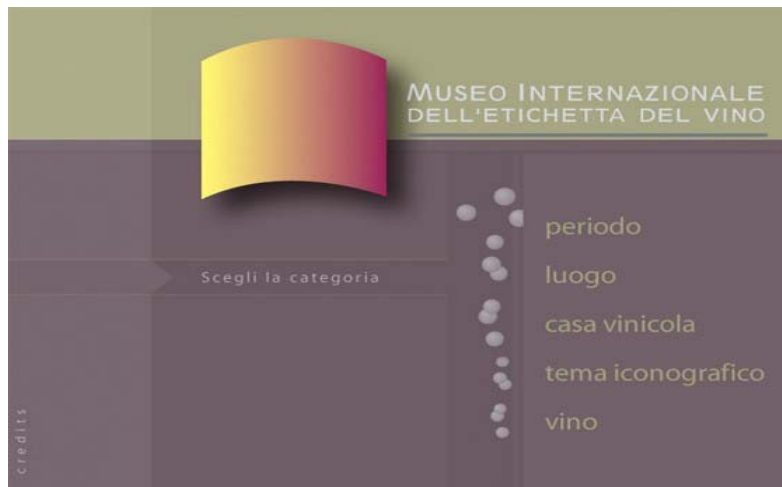 MUSEO INTERNAZIONALE
DELL'ETICHETTA DEL VINO
periodo
luogo
Scegli la categoria
casa vinicola
tema iconografico
vino
credits